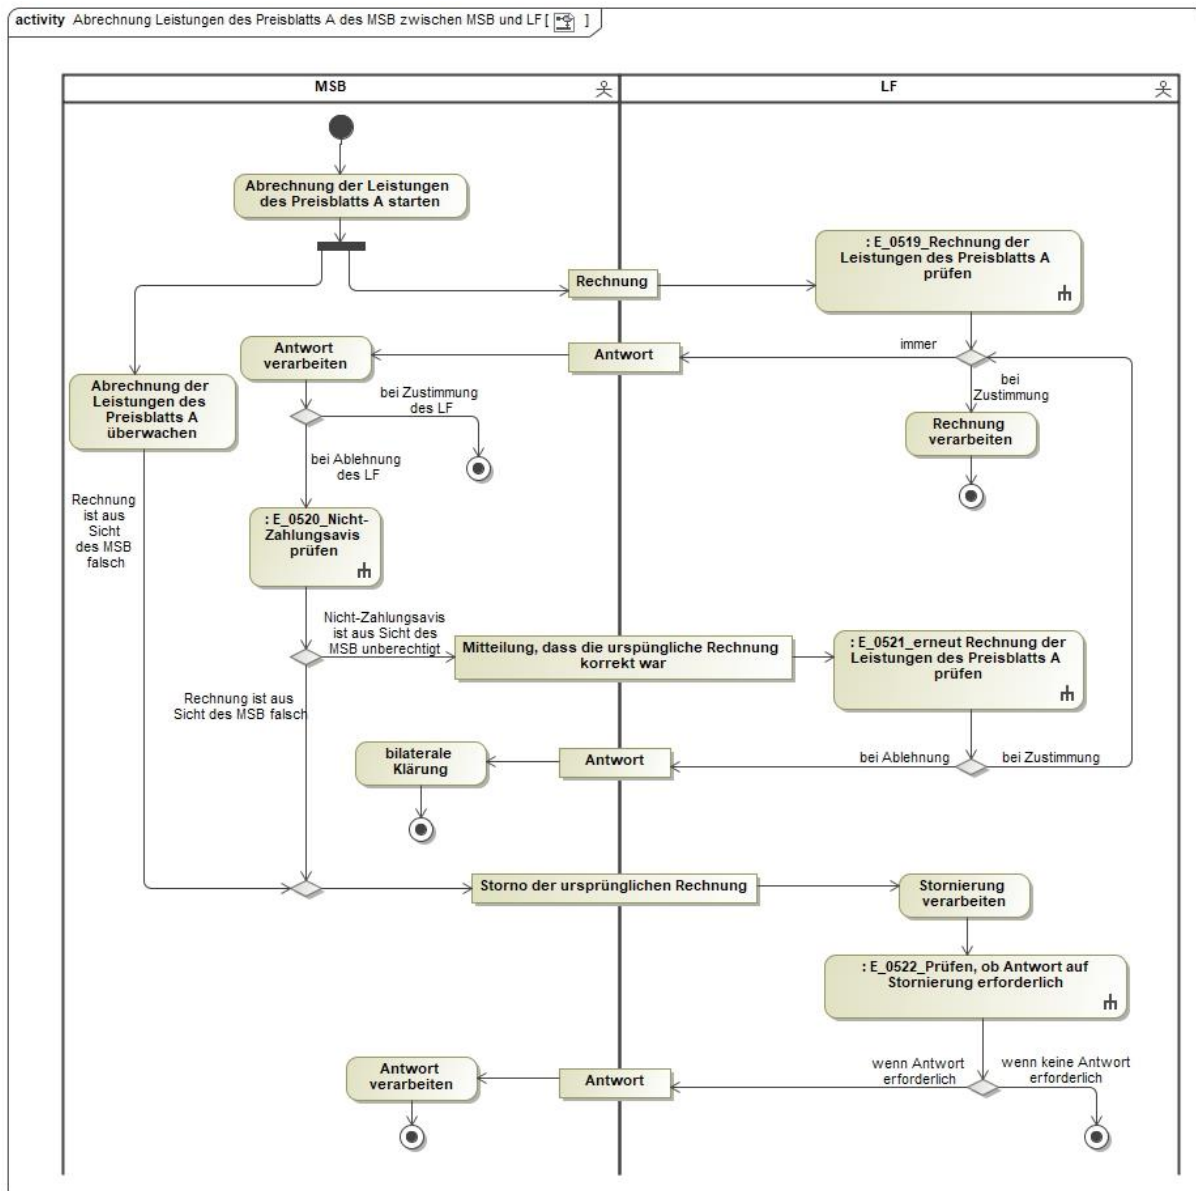 activity Abrechnung Leistungen des Preisblatts A des MSB zwischen MSB und LF[ ]
MSB
LF
Abrechnung der Leistungen
des Preisblatts A starten
: E_0519_Rechnung der
Leistungen des Preisblatts A
prüfen
Rechnung
immer
Antwort
verarbeiten
Antwort
bei
Zustimmung
Abrechnung der
Leistungen des
Preisblatts A
überwachen
bei Zustimmung
des LF
Rechnung
verarbeiten
bei Ablehnung
des LF
Rechnung
ist aus
Sicht
des MSB
falsch
: E_0520_Nicht-
Zahlungsavis
prüfen
Nicht-Zahlungsavis
ist aus Sicht des
MSB unberechtigt
Mitteilung, dass die urspüngliche Rechnung
korrekt war
: E_0521_erneut Rechnung der
Leistungen des Preisblatts A
prüfen
Rechnung ist aus
Sicht des MSB falsch
bilaterale
Klärung
Antwort
bei Ablehnung
bei Zustimmung
Storno der ursprünglichen Rechnung
Stornierung
verarbeiten
: E_0522_Prüfen, ob Antwort auf
Stornierung erforderlich
Antwort
verarbeiten
Antwort
wenn Antwort
erforderlich
wenn keine Antwort
erforderlich